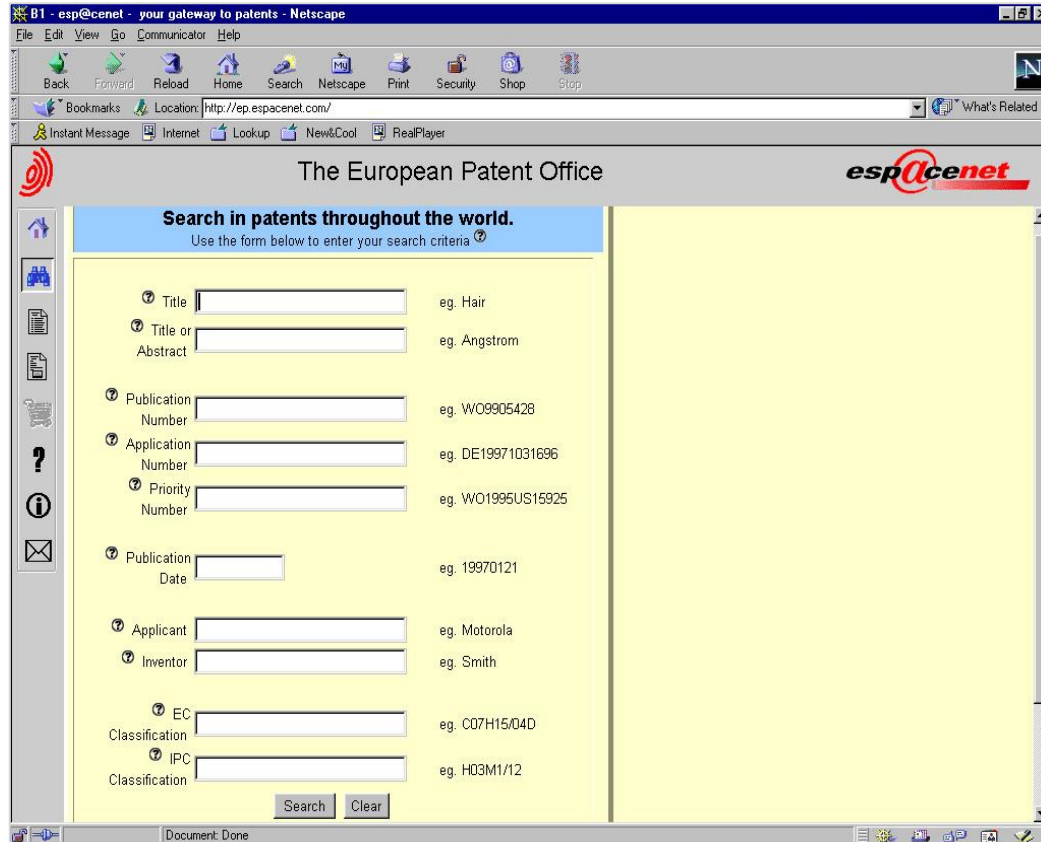 B1 - esp@cenet - your gateway to patents - Netscape
File Edit View Go Communicator Help
My
Back Forward Reload Home Search Netscape Print Security Shop Stop
N
Bookmarks Location: http://ep.espacenet.com/ What's Related
Instant Message Internet Lookup New&Cool RealPlayer
The European Patent Office
esp@cenet
Search in patents throughout the world.
Use the form below to enter your search criteria ?
? Title eg. Hair
? Title or
Abstract eg. Angstrom
? Publication
Number eg. WO9905428
? Application
Number eg. DE19971031696
? Priority
Number eg. WO1995US15925
? Publication
Date eg. 19970121
? Applicant eg. Motorola
? Inventor eg. Smith
? EC
Classification eg. C07H15/04D
? IPC
Classification eg. H03M1/12
Search Clear
?
i
Document: Done